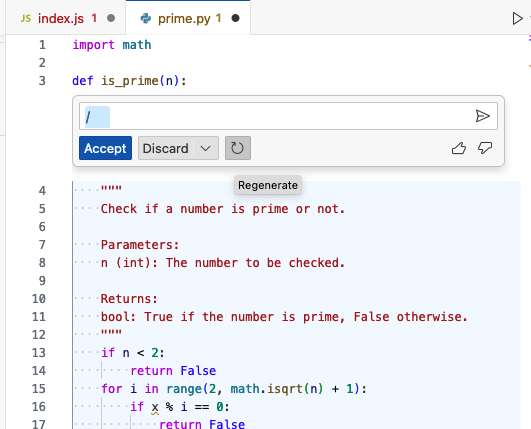 JS index.js 1 prime.py 1
1 import math
2
3 def is_prime(n):
/
Accept Discard
Regenerate
4 """
5 Check if a number is prime or not.
6
7 Parameters:
8 n (int): The number to be checked.
9
10 Returns:
11 bool: True if the number is prime, False otherwise.
12 """
13 if n < 2:
14 return False
15 for i in range(2, math.isqrt(n) + 1):
16 if x % i == 0:
17 return False